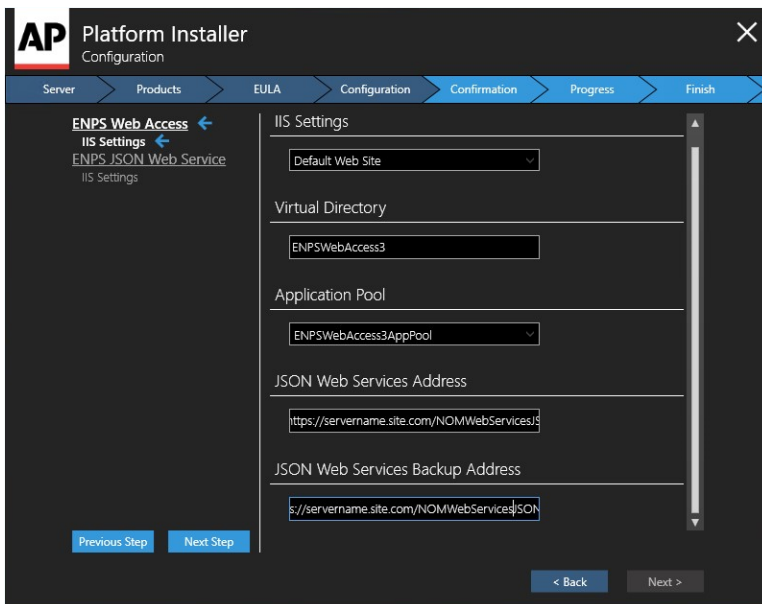 AP Platform Installer
Configuration
Server Products EULA Configuration Confirmation Progress Finish
ENPS Web Access
IIS Settings
ENPS JSON Web Service
IIS Settings
IIS Settings
Default Web Site
Virtual Directory
ENPSWebAccess3
Application Pool
ENPSWebAccess3AppPool
JSON Web Services Address
ttps://servername.site.com/NOMWebServicesJS
JSON Web Services Backup Address
s://servername.site.com/NOMWebServicesJSON
Previous Step Next Step
< Back Next >